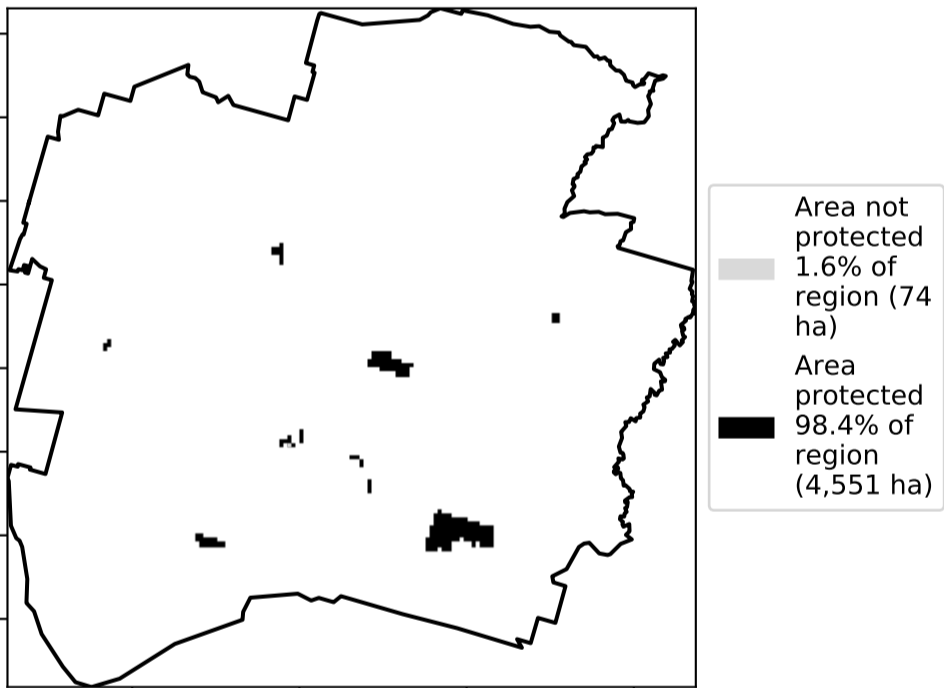 Area not
protected
1.6% of
region (74
ha)
Area
protected
98.4% of
region
(4,551 ha)